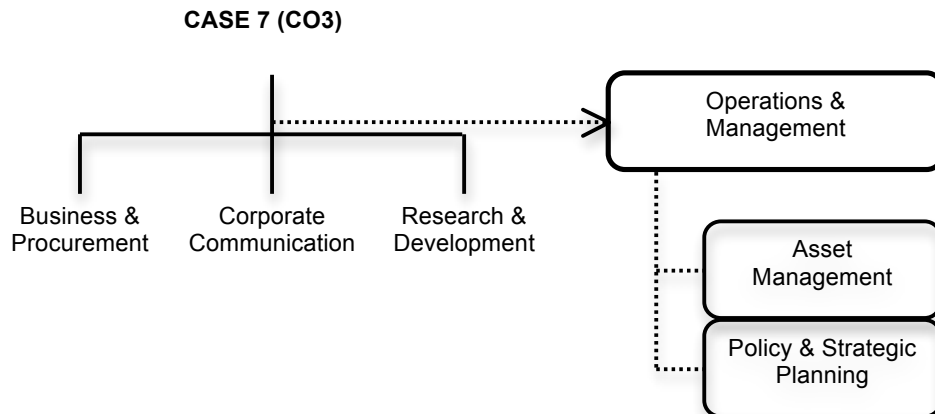 CASE 7 (CO3)
Operations &
Management
Business &
Procurement
Corporate
Communication
Research &
Development
Asset
Management
Policy & Strategic
Planning